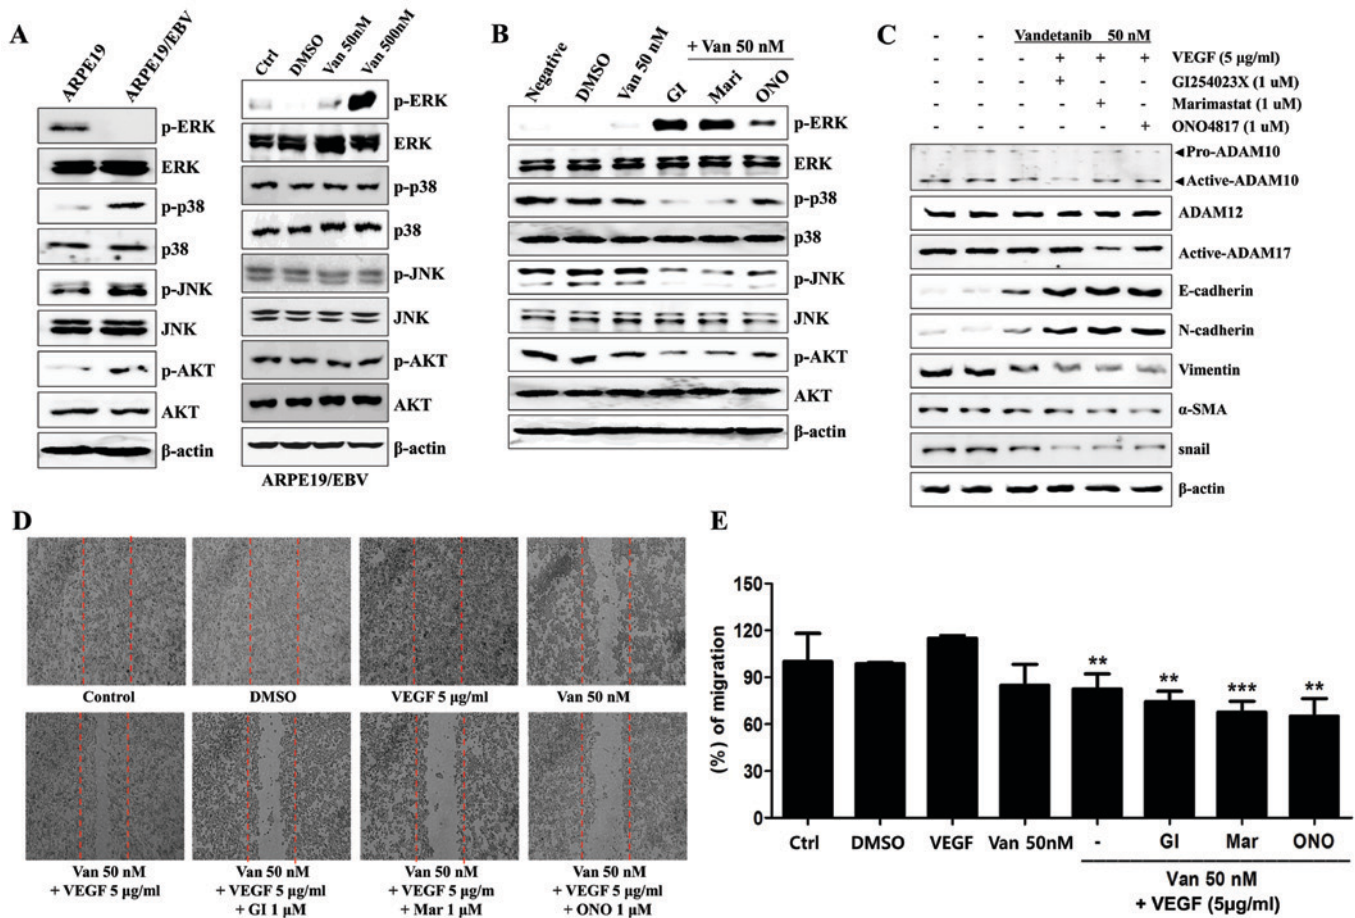 A
ARPE19
ARPE19/EBV
p-ERK
ERK
p-p38
p38
p-JNK
JNK
p-AKT
AKT
β-actin
Ctrl
DMSO
Van 50nM
Van 500nM
p-ERK
ERK
p-p38
p38
p-JNK
JNK
p-AKT
AKT
β-actin
ARPE19/EBV
B
+ Van 50 nM
Negative
DMSO
Van 50 nM
GI
Mari
ONO
p-ERK
ERK
p-p38
p38
p-JNK
JNK
p-AKT
AKT
β-actin
C
Vandetanib 50 nM
- - - + + + VEGF (5 μg/ml)
- - - + - - GI254023X (1 uM)
- - - - + - Marimastat (1 uM)
- - - - - + ONO4817 (1 uM)
◄Pro-ADAM10
◄Active-ADAM10
ADAM12
Active-ADAM17
E-cadherin
N-cadherin
Vimentin
α-SMA
snail
β-actin
D
Control
DMSO
VEGF 5 μg/ml
Van 50 nM
Van 50 nM
+ VEGF 5 μg/ml
Van 50 nM
+ VEGF 5 μg/ml
+ GI 1 μM
Van 50 nM
+ VEGF 5 μg/m
+ Mar 1 μM
Van 50 nM
+ VEGF 5 μg/ml
+ ONO 1 μM
E
(%) of migration
150
120
90
60
30
0
** ** *** **
Ctrl DMSO VEGF Van 50nM - GI Mar ONO
Van 50 nM
+ VEGF (5μg/ml)